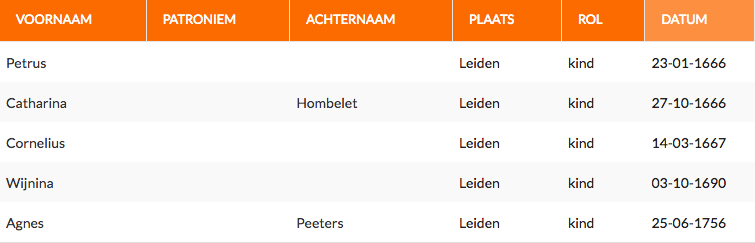 VOORNAAM PATRONIEM ACHTERNAAM PLAATS ROL DATUM
Petrus Leiden kind 23-01-1666
Catharina Hombelet Leiden kind 27-10-1666
Cornelius Leiden kind 14-03-1667
Wijnina Leiden kind 03-10-1690
Agnes Peeters Leiden kind 25-06-1756